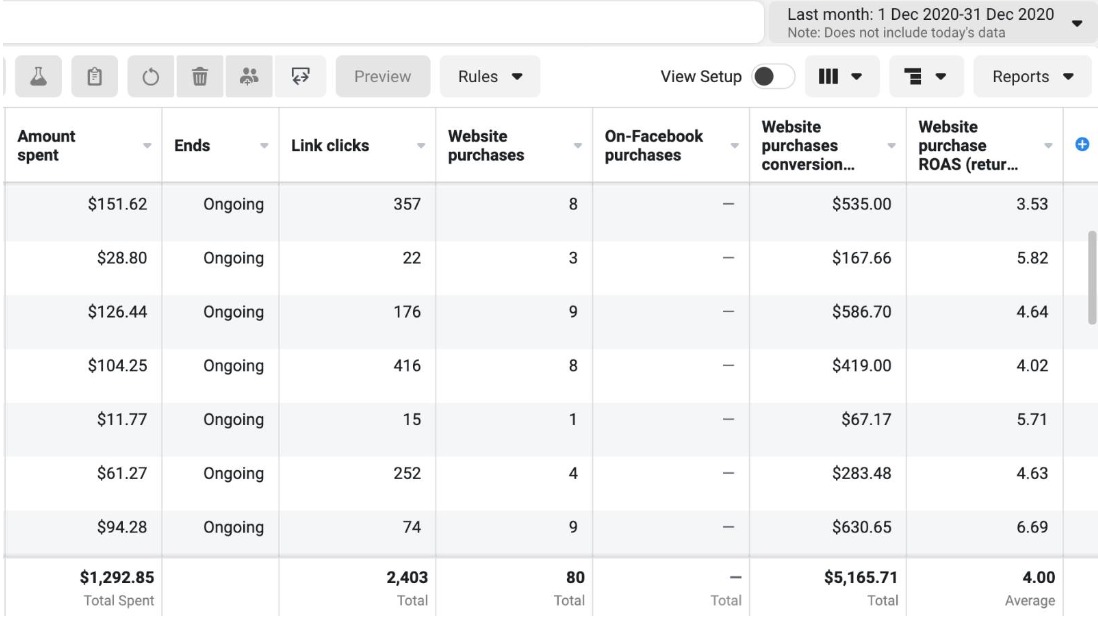 Last month: 1 Dec 2020-31 Dec 2020
Note: Does not include today's data
Preview Rules View Setup Reports
Amount spent Ends Link clicks Website purchases On-Facebook purchases Website purchases conversion... Website purchase ROAS (retur...
$151.62 Ongoing 357 8 — $535.00 3.53
$28.80 Ongoing 22 3 — $167.66 5.82
$126.44 Ongoing 176 9 — $586.70 4.64
$104.25 Ongoing 416 8 — $419.00 4.02
$11.77 Ongoing 15 1 — $67.17 5.71
$61.27 Ongoing 252 4 — $283.48 4.63
$94.28 Ongoing 74 9 — $630.65 6.69
$1,292.85 2,403 80 — $5,165.71 4.00
Total Spent Total Total Total Total Average